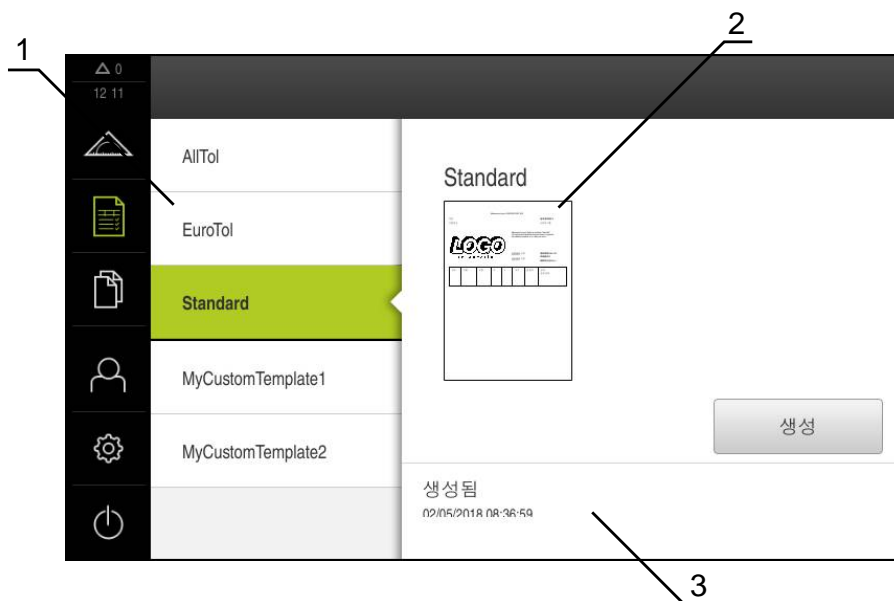 1
2
△ 0
12 11
AllTol
EuroTol
Standard
MyCustomTemplate1
MyCustomTemplate2
Standard
LOGO
생성
생성됨
02/05/2018 08:36:59
3